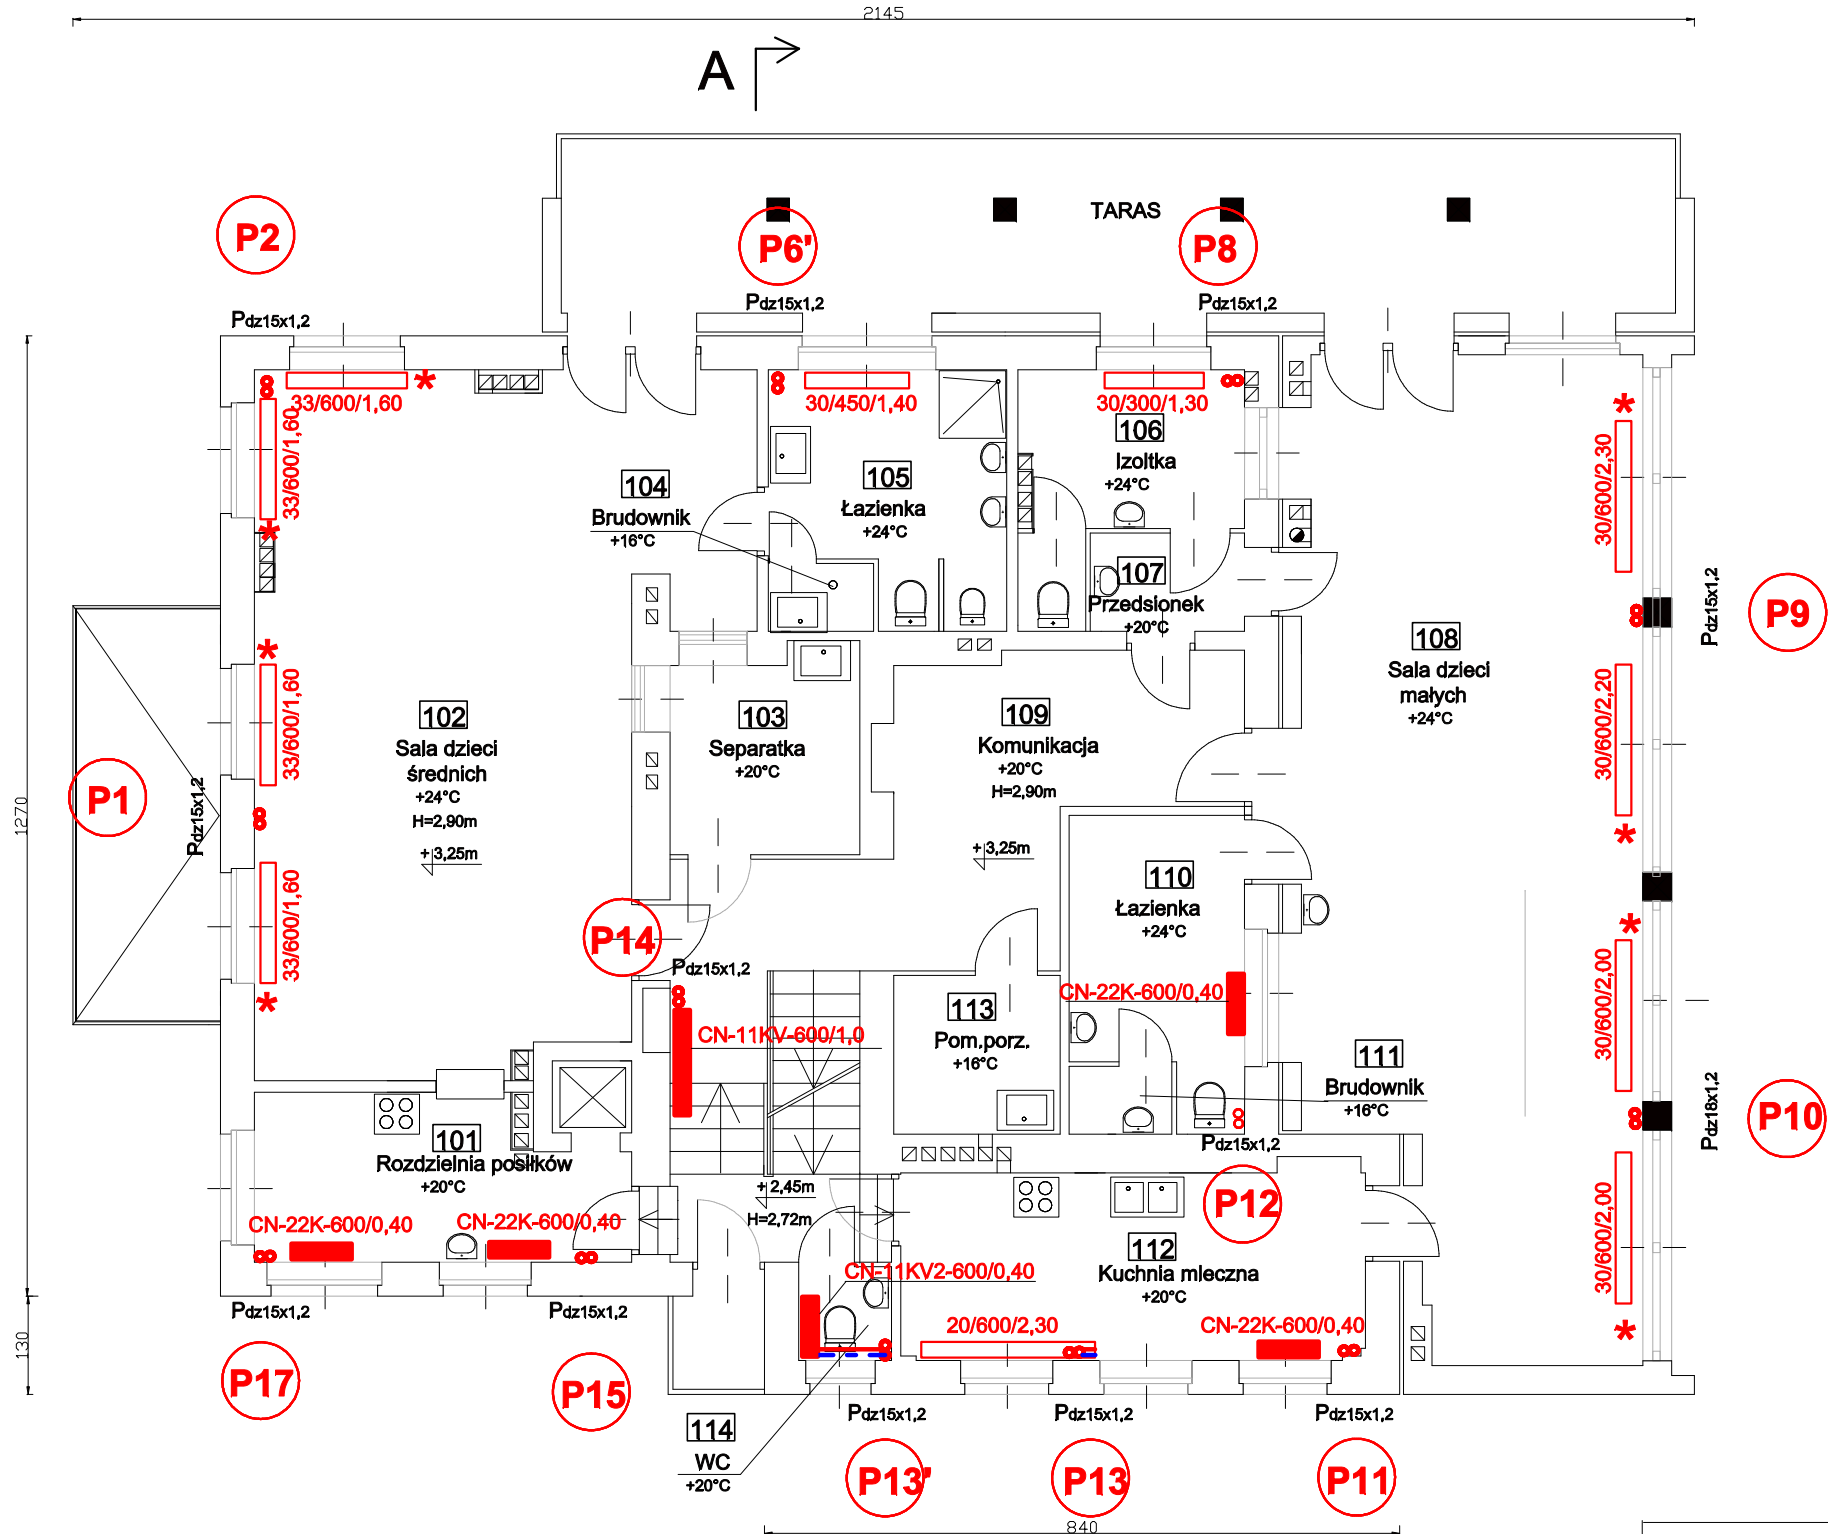 2145
A
P2
P6'
TARAS
P8
Pdz15x1,2
Pdz15x1,2
Pdz15x1,2
33/600/1,60
*
30/450/1,40
30/300/1,30
*
33/600/1,60
*
106
Izoltka
+24°C
30/600/2,30
104
Brudownik
+16°C
105
Łazienka
+24°C
107
Przedsionek
+20°C
Pdz15x1,2
P9
*
33/600/1,60
102
Sala dzieci
średnich
+24°C
H=2,90m
+3,25m
103
Separatka
+20°C
109
Komunikacja
+20°C
H=2,90m
+3,25m
108
Sala dzieci
małych
+24°C
30/600/2,20
*
P1
Pdz15x1,2
1270
33/600/1,60
*
P14
Pdz15x1,2
110
Łazienka
+24°C
*
30/600/2,00
CN-22K-600/0,40
CN-11KV-600/1,0
113
Pom.porz.
+16°C
111
Brudownik
+16°C
Pdz18x1,2
P10
101
Rozdzielnia posiłków
+20°C
Pdz15x1,2
+2,45m
H=2,72m
P12
CN-22K-600/0,40
CN-22K-600/0,40
112
Kuchnia mleczna
+20°C
30/600/2,00
*
CN-11KV2-600/0,40
20/600/2,30
CN-22K-600/0,40
Pdz15x1,2
Pdz15x1,2
130
P17
P15
114
WC
+20°C
Pdz15x1,2
Pdz15x1,2
Pdz15x1,2
P13'
P13
P11
840